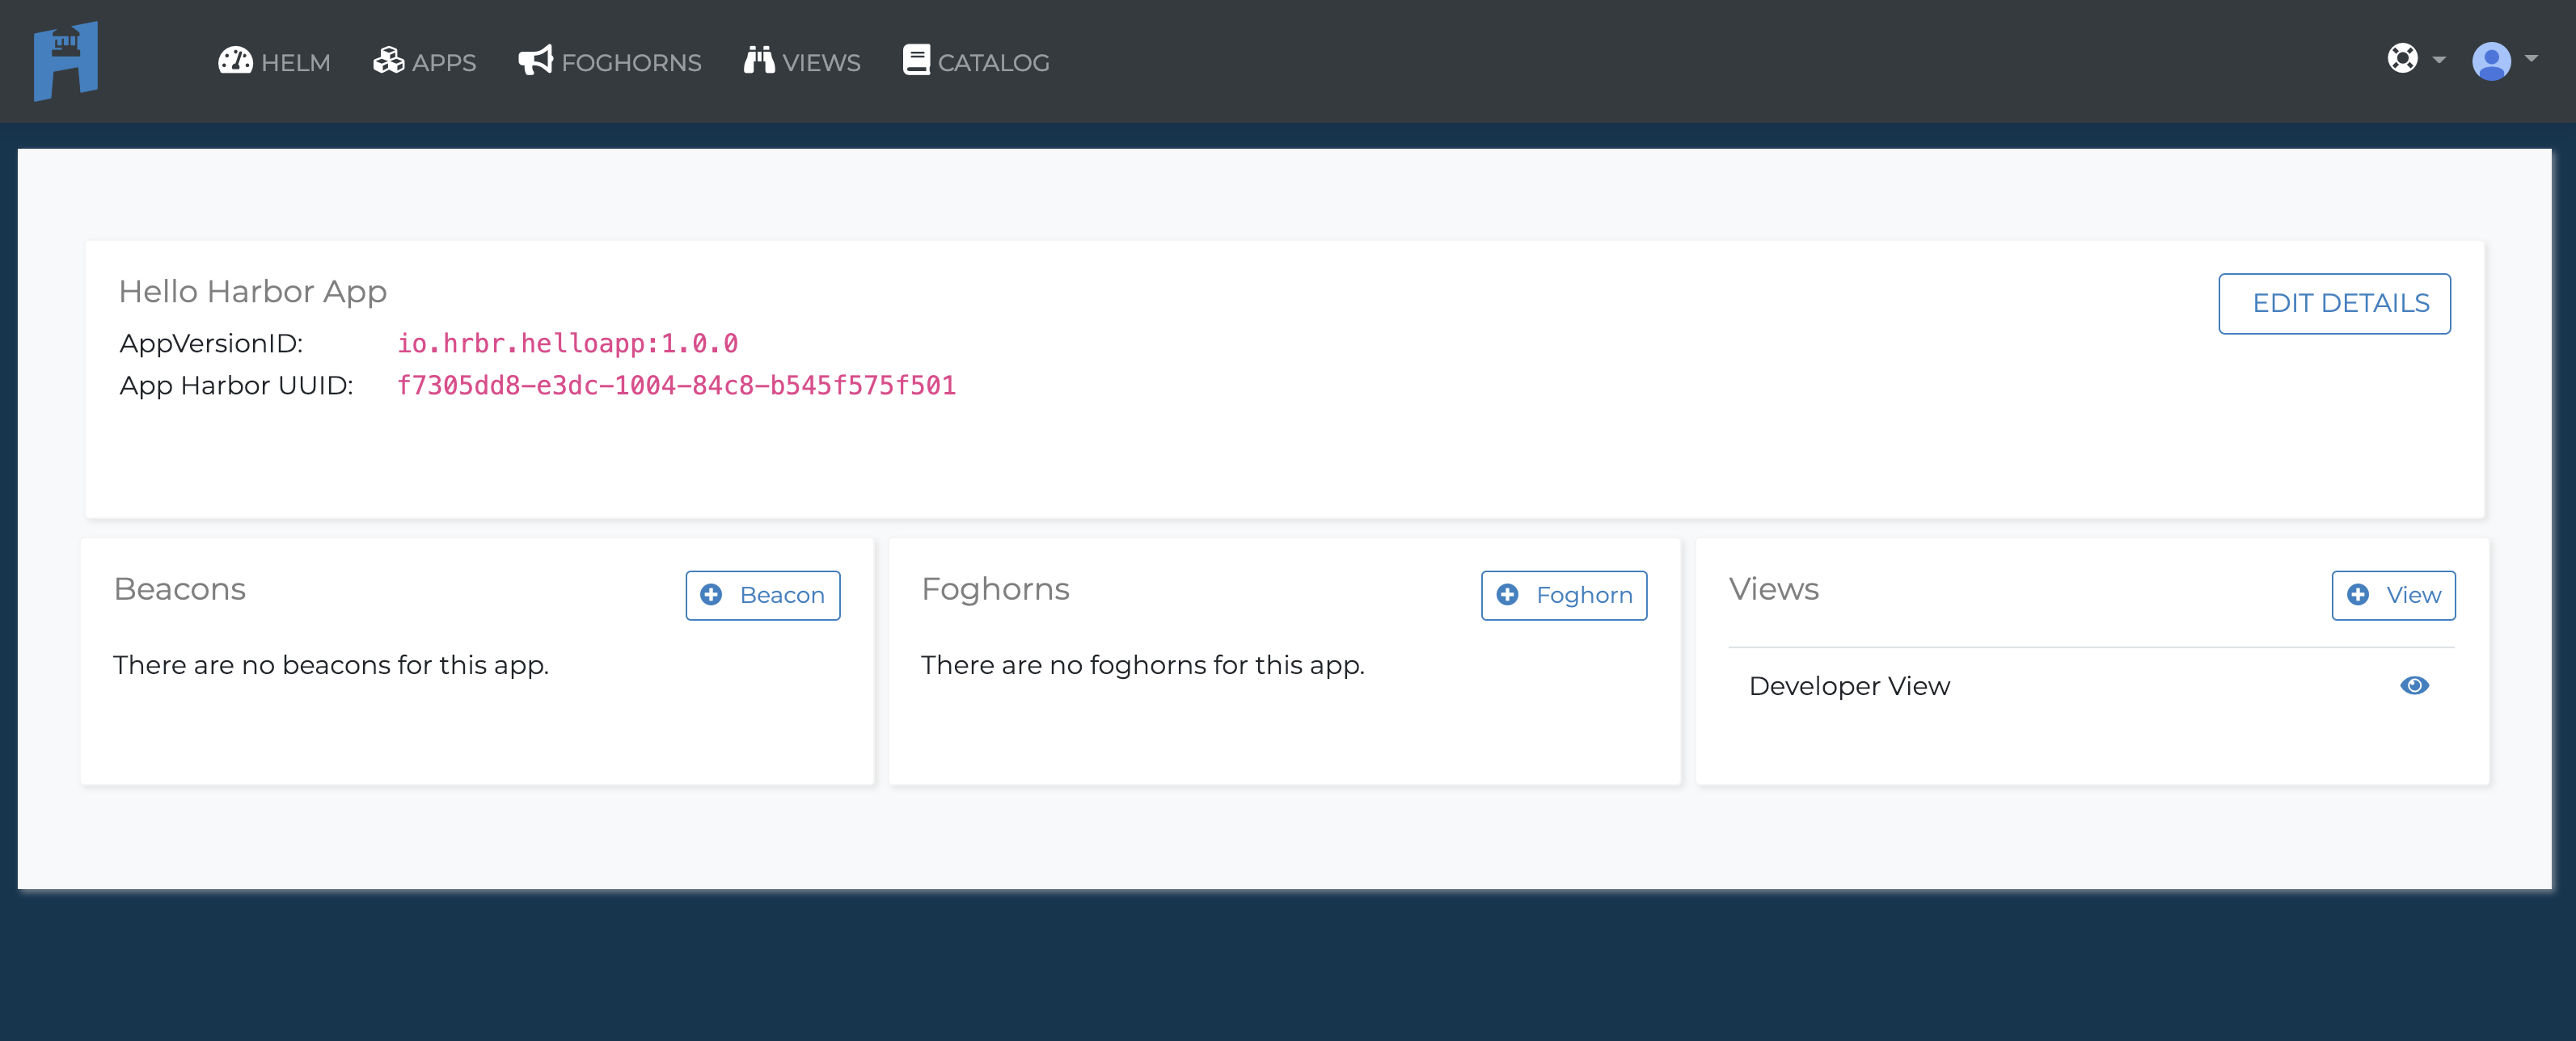 HELM APPS FOGHORNS VIEWS CATALOG
Hello Harbor App
EDIT DETAILS
AppVersionID: io.hrbr.helloapp:1.0.0
App Harbor UUID: f7305dd8-e3dc-1004-84c8-b545f575f501
Beacons
Beacon
There are no beacons for this app.
Foghorns
Foghorn
There are no foghorns for this app.
Views
View
Developer View